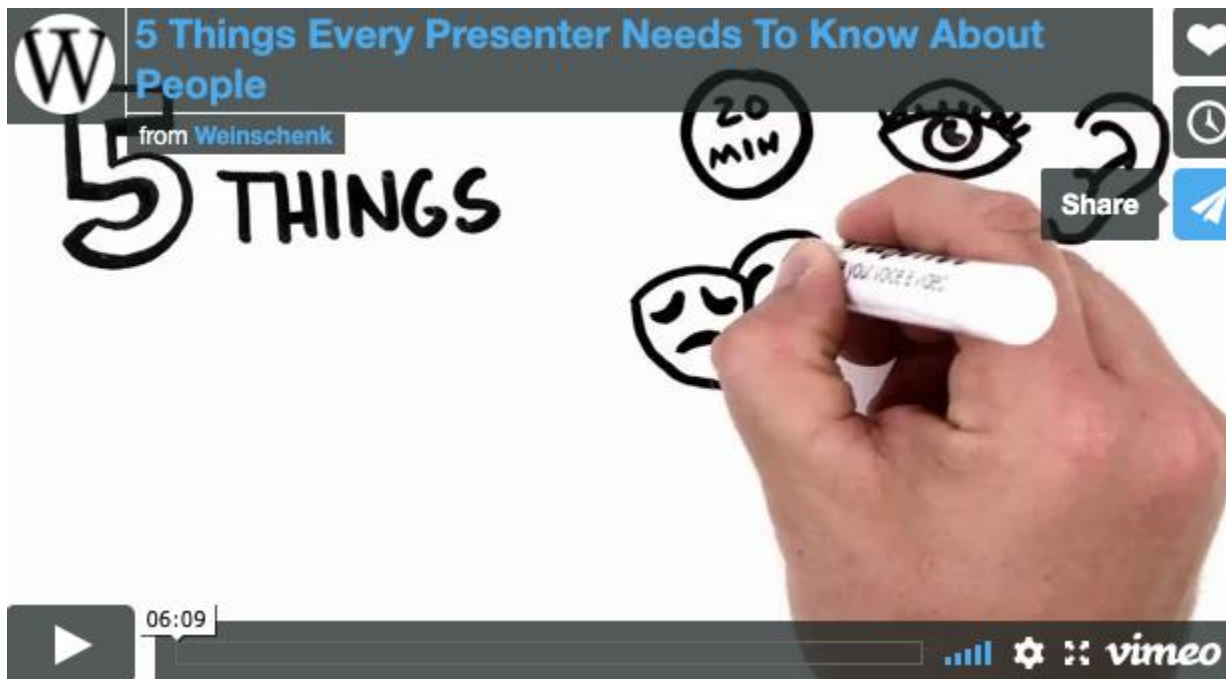 W
5 Things Every Presenter Needs To Know About
People
from Weinschenk
5 THINGS
20
MIN
Share
06:09
vimeo